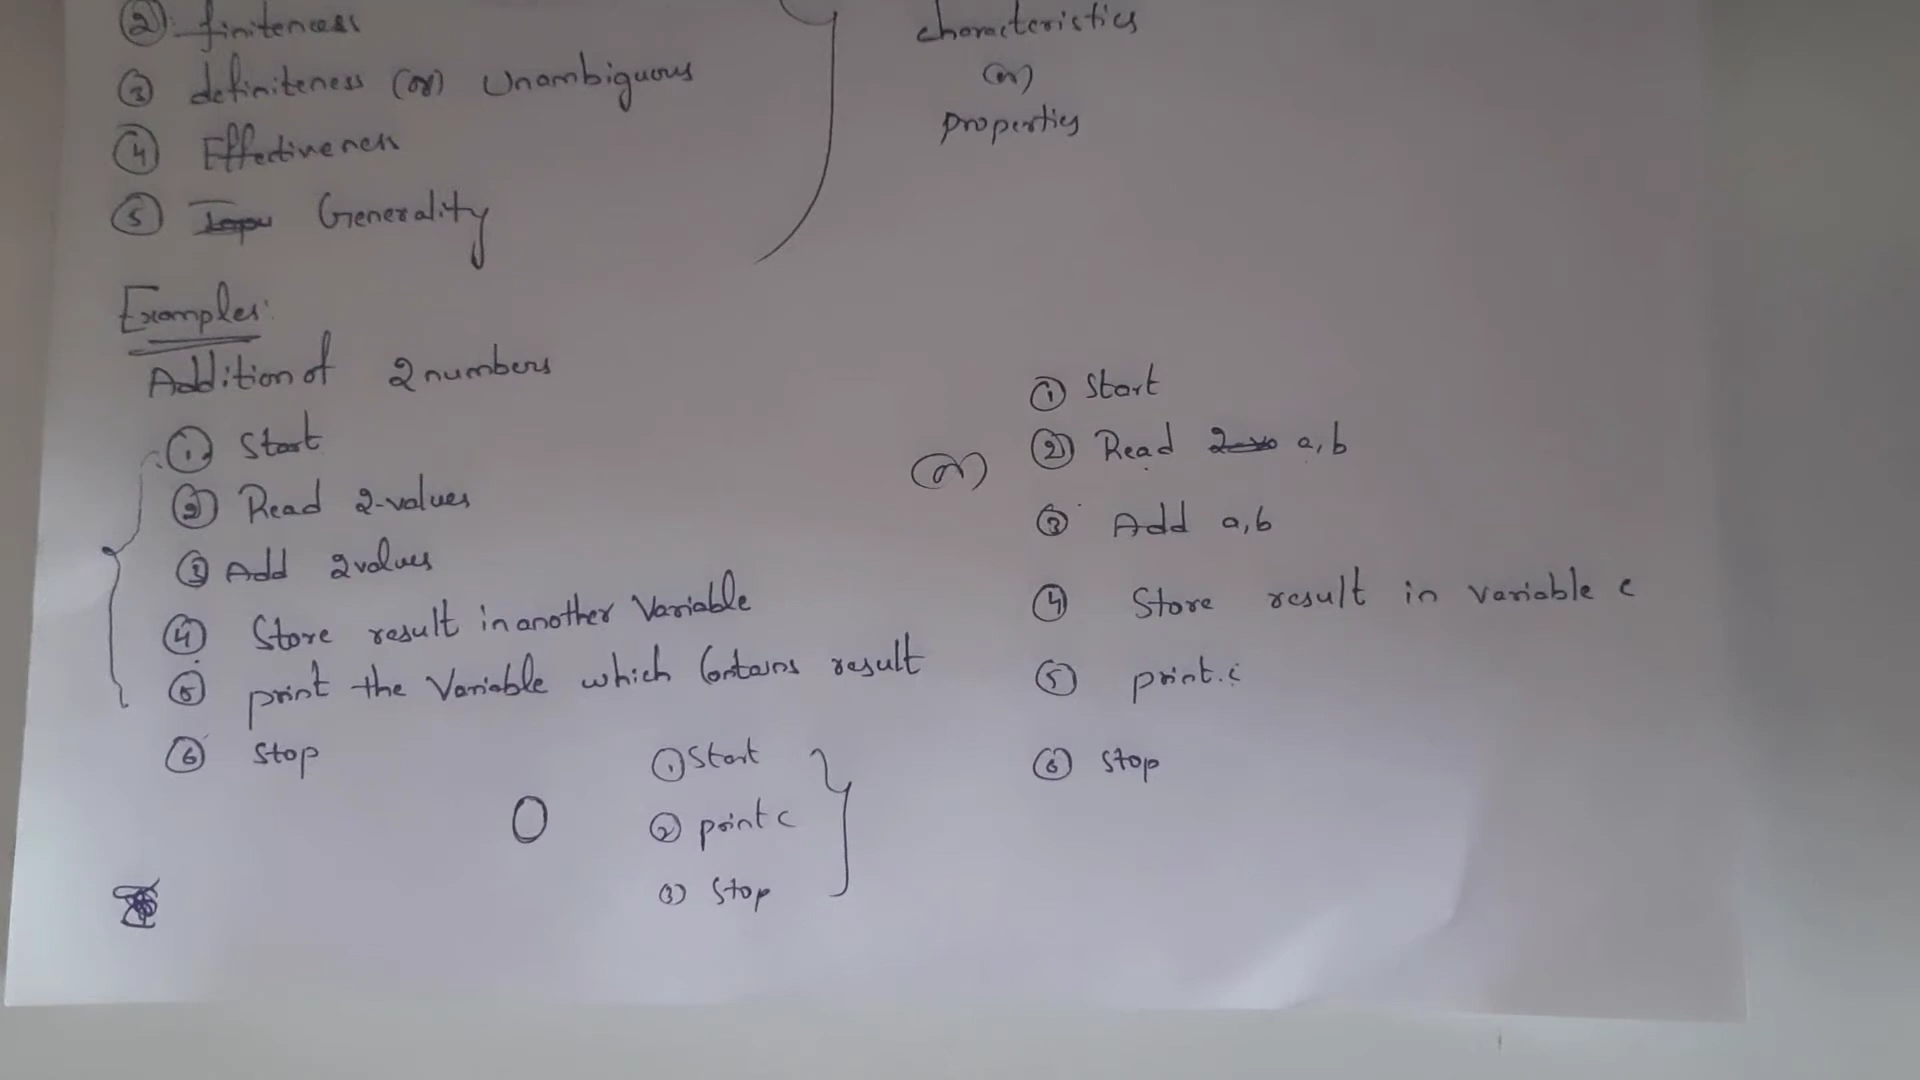 ② finiteness
③ definiteness (or) Unambiguous
④ Effectiveness
⑤ Generality
characteristics
(or)
properties
Examples:
Addition of 2 numbers
① Start
② Read 2-values
③ Add 2 values
④ Store result in another Variable
⑤ print the Variable which Contains result
⑥ Stop
(or)
① Start
② Read a, b
③ Add a, b
④ Store result in variable c
⑤ print c
⑥ Stop
① Start
② print c
③ Stop